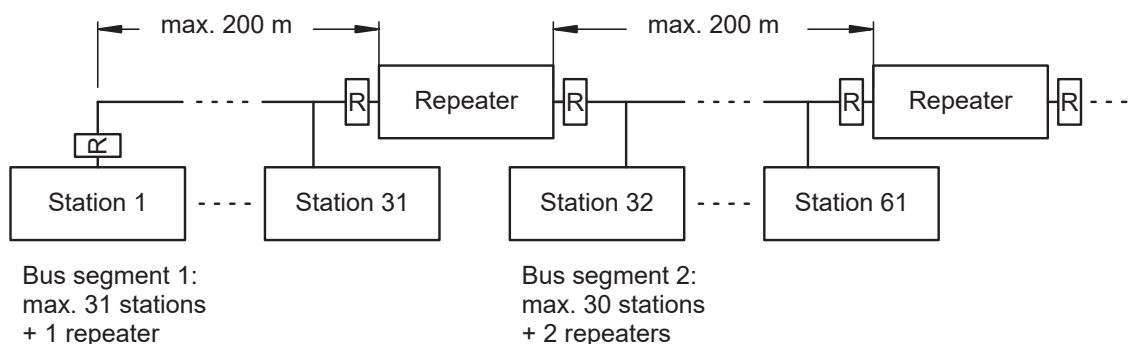 max. 200 m
max. 200 m
R
Repeater
R
R
Repeater
R
R
Station 1
Station 31
Station 32
Station 61
Bus segment 1:
max. 31 stations
+ 1 repeater
Bus segment 2:
max. 30 stations
+ 2 repeaters